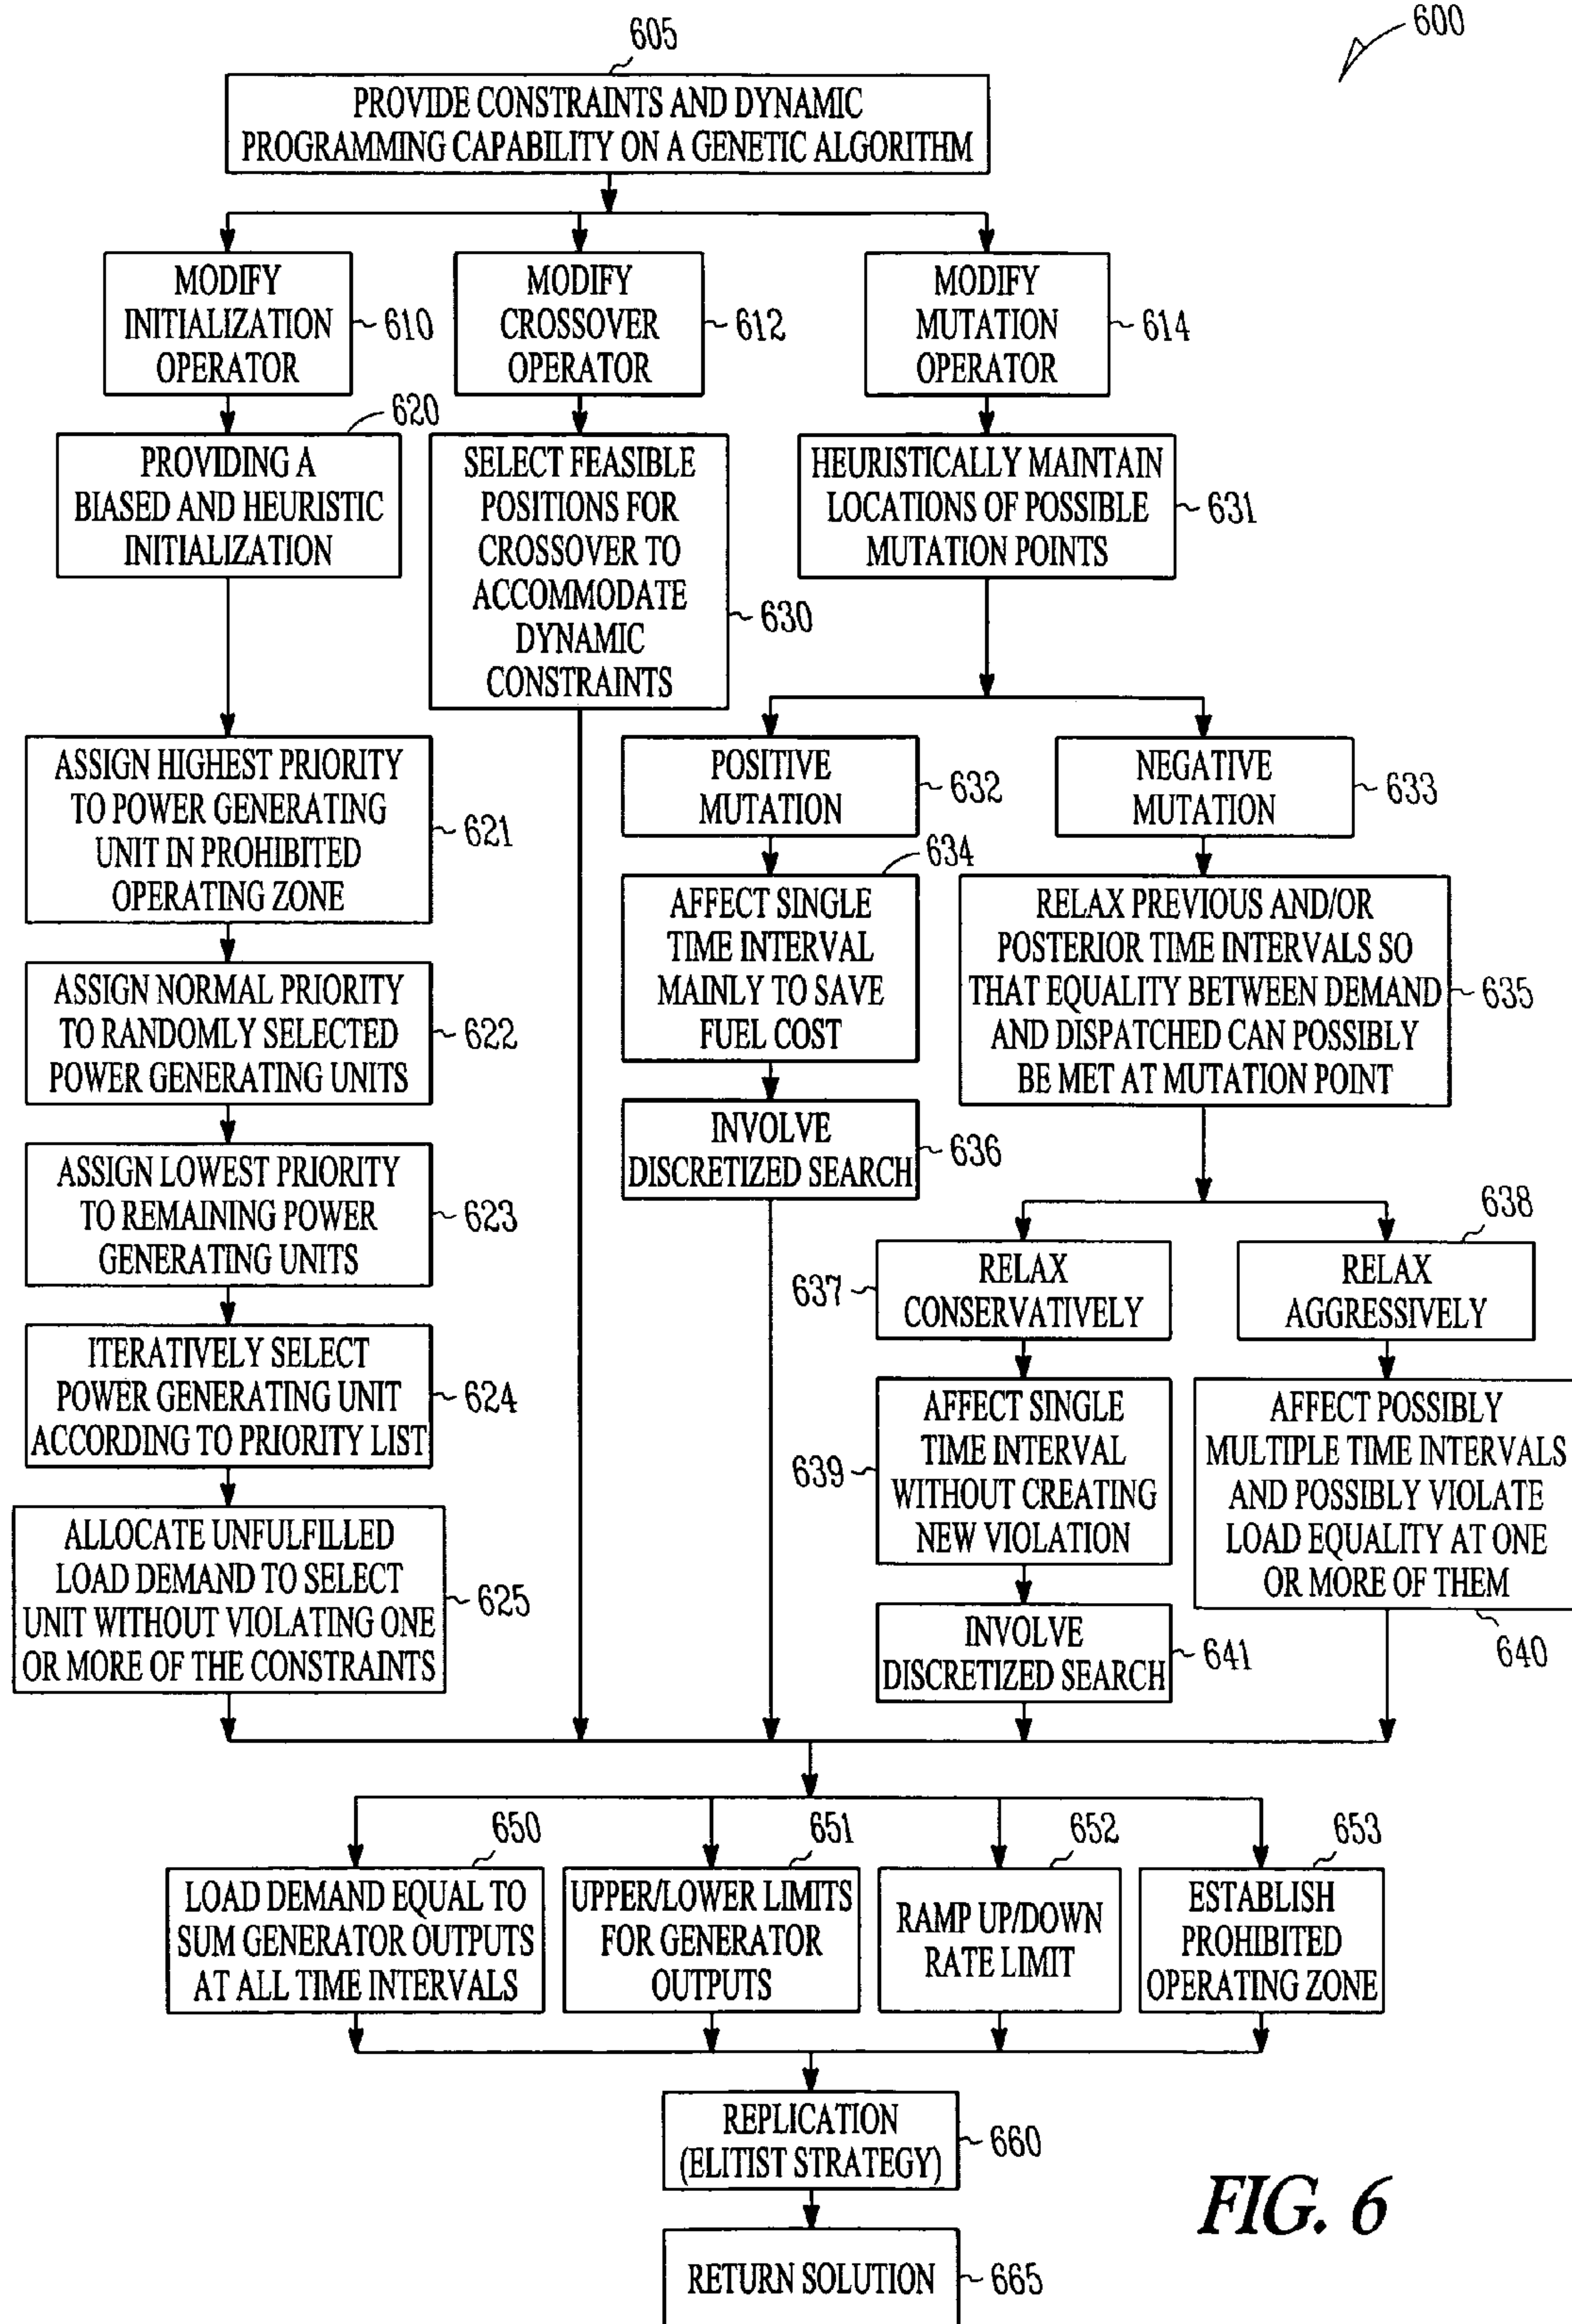 600
605
PROVIDE CONSTRAINTS AND DYNAMIC
PROGRAMMING CAPABILITY ON A GENETIC ALGORITHM
MODIFY
INITIALIZATION
OPERATOR
610
MODIFY
CROSSOVER
OPERATOR
612
MODIFY
MUTATION
OPERATOR
614
620
PROVIDING A
BIASED AND HEURISTIC
INITIALIZATION
SELECT FEASIBLE
POSITIONS FOR
CROSSOVER TO
ACCOMMODATE
DYNAMIC
CONSTRAINTS
630
HEURISTICALLY MAINTAIN
LOCATIONS OF POSSIBLE
MUTATION POINTS
631
ASSIGN HIGHEST PRIORITY
TO POWER GENERATING
UNIT IN PROHIBITED
OPERATING ZONE
621
POSITIVE
MUTATION
632
NEGATIVE
MUTATION
633
634
AFFECT SINGLE
TIME INTERVAL
MAINLY TO SAVE
FUEL COST
RELAX PREVIOUS AND/OR
POSTERIOR TIME INTERVALS SO
THAT EQUALITY BETWEEN DEMAND
AND DISPATCHED CAN POSSIBLY
BE MET AT MUTATION POINT
635
ASSIGN NORMAL PRIORITY
TO RANDOMLY SELECTED
POWER GENERATING UNITS
622
INVOLVE
DISCRETIZED SEARCH
636
ASSIGN LOWEST PRIORITY
TO REMAINING POWER
GENERATING UNITS
623
637
RELAX
CONSERVATIVELY
638
RELAX
AGGRESSIVELY
ITERATIVELY SELECT
POWER GENERATING UNIT
ACCORDING TO PRIORITY LIST
624
639
AFFECT SINGLE
TIME INTERVAL
WITHOUT CREATING
NEW VIOLATION
AFFECT POSSIBLY
MULTIPLE TIME INTERVALS
AND POSSIBLY VIOLATE
LOAD EQUALITY AT ONE
OR MORE OF THEM
640
ALLOCATE UNFULFILLED
LOAD DEMAND TO SELECT
UNIT WITHOUT VIOLATING ONE
OR MORE OF THE CONSTRAINTS
625
INVOLVE
DISCRETIZED SEARCH
641
650
LOAD DEMAND EQUAL TO
SUM GENERATOR OUTPUTS
AT ALL TIME INTERVALS
651
UPPER/LOWER LIMITS
FOR GENERATOR
OUTPUTS
652
RAMP UP/DOWN
RATE LIMIT
653
ESTABLISH
PROHIBITED
OPERATING ZONE
REPLICATION
(ELITIST STRATEGY)
660
RETURN SOLUTION
665
FIG. 6